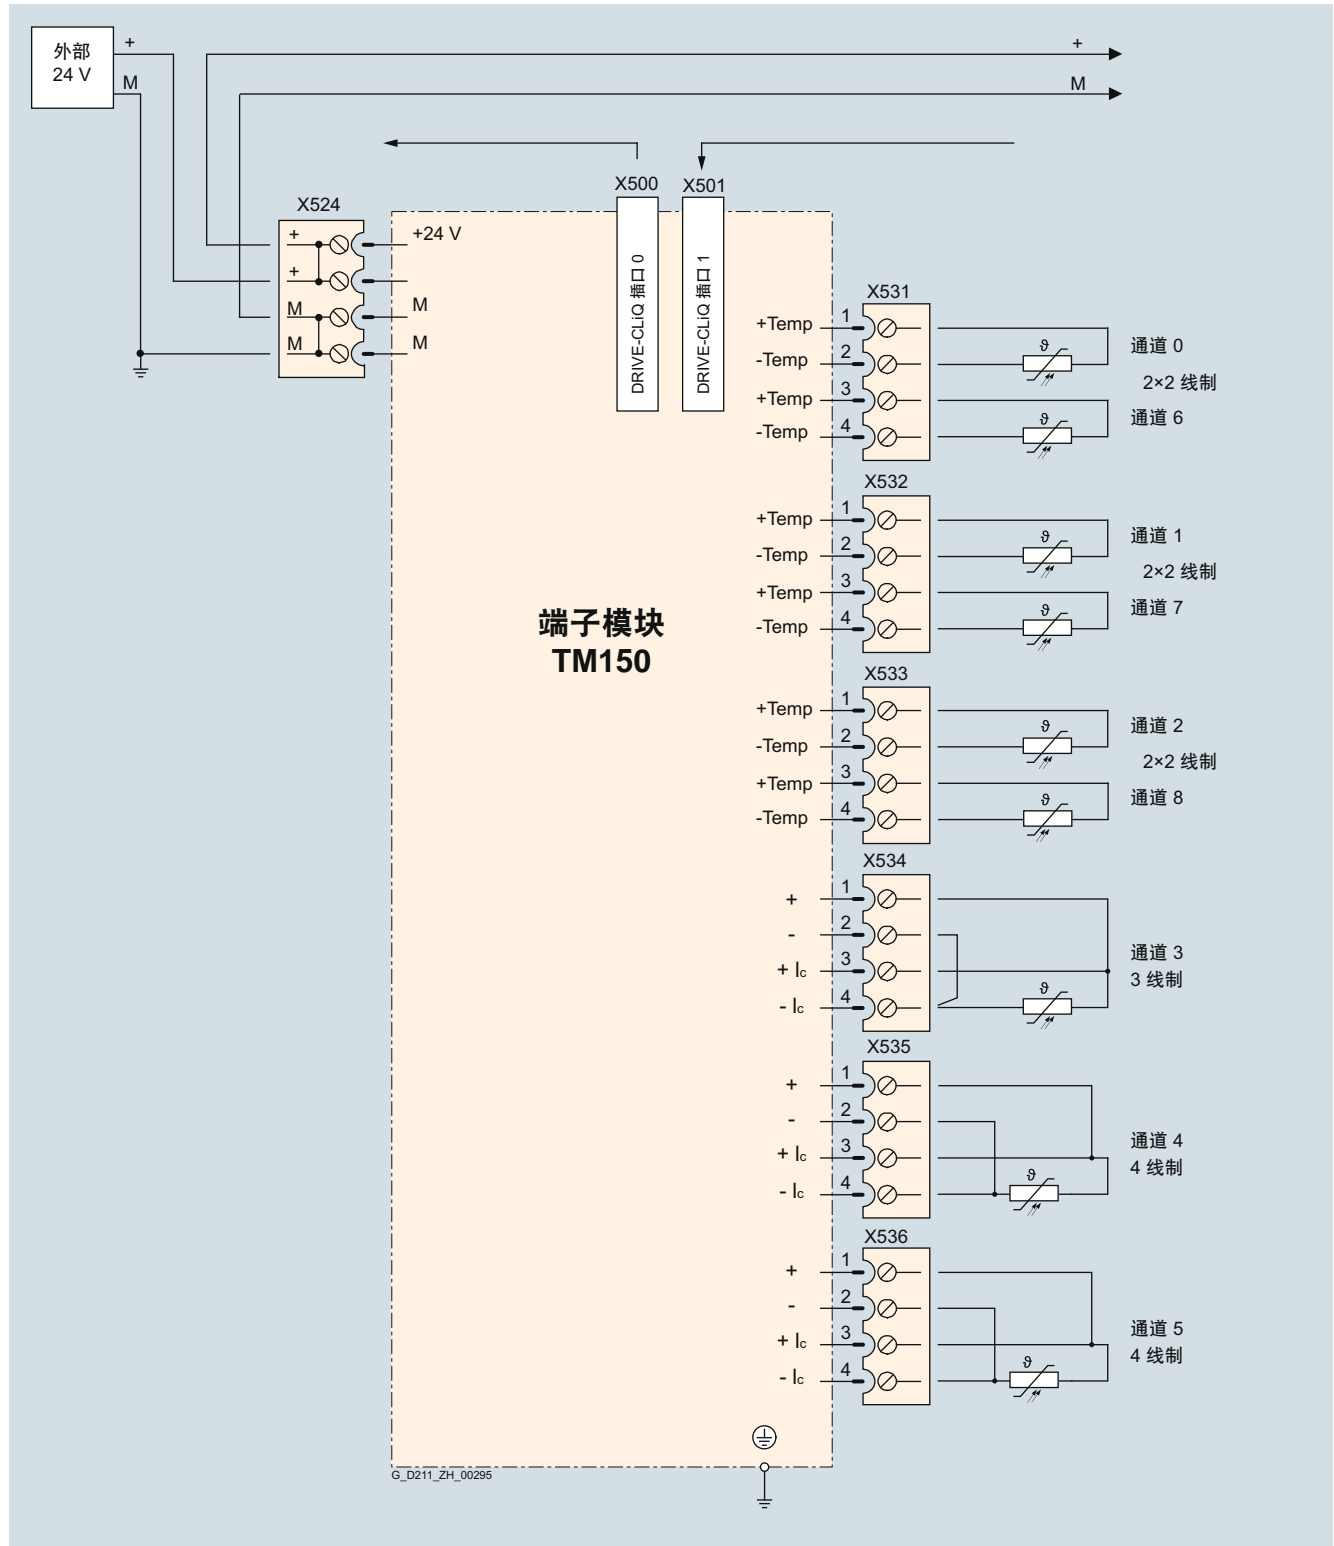 外部
24 V
+
M
+
M
X500
X501
X524
+
+
M
M
+24 V
M
M
DRIVE-CLiQ 插口 0
DRIVE-CLiQ 插口 1
端子模块
TM150
X531
+Temp 1
-Temp 2
+Temp 3
-Temp 4
ϑ
ϑ
通道 0
2×2 线制
通道 6
X532
+Temp 1
-Temp 2
+Temp 3
-Temp 4
ϑ
ϑ
通道 1
2×2 线制
通道 7
X533
+Temp 1
-Temp 2
+Temp 3
-Temp 4
ϑ
ϑ
通道 2
2×2 线制
通道 8
X534
+ 1
- 2
+ Ic 3
- Ic 4
ϑ
通道 3
3 线制
X535
+ 1
- 2
+ Ic 3
- Ic 4
ϑ
通道 4
4 线制
X536
+ 1
- 2
+ Ic 3
- Ic 4
ϑ
通道 5
4 线制
G_D211_ZH_00295